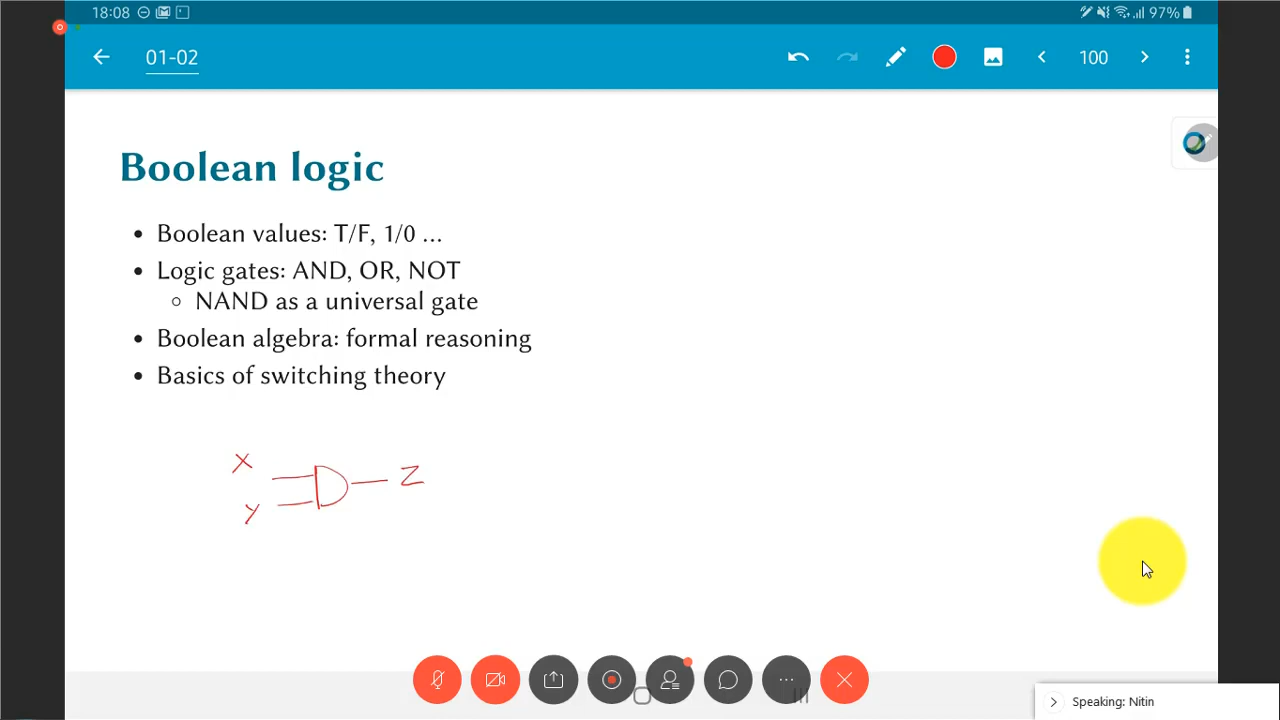 18:08 97%
01-02 100
Boolean logic
• Boolean values: T/F, 1/0 ...
• Logic gates: AND, OR, NOT
◦ NAND as a universal gate
• Boolean algebra: formal reasoning
• Basics of switching theory
X
Y
Z
Speaking: Nitin